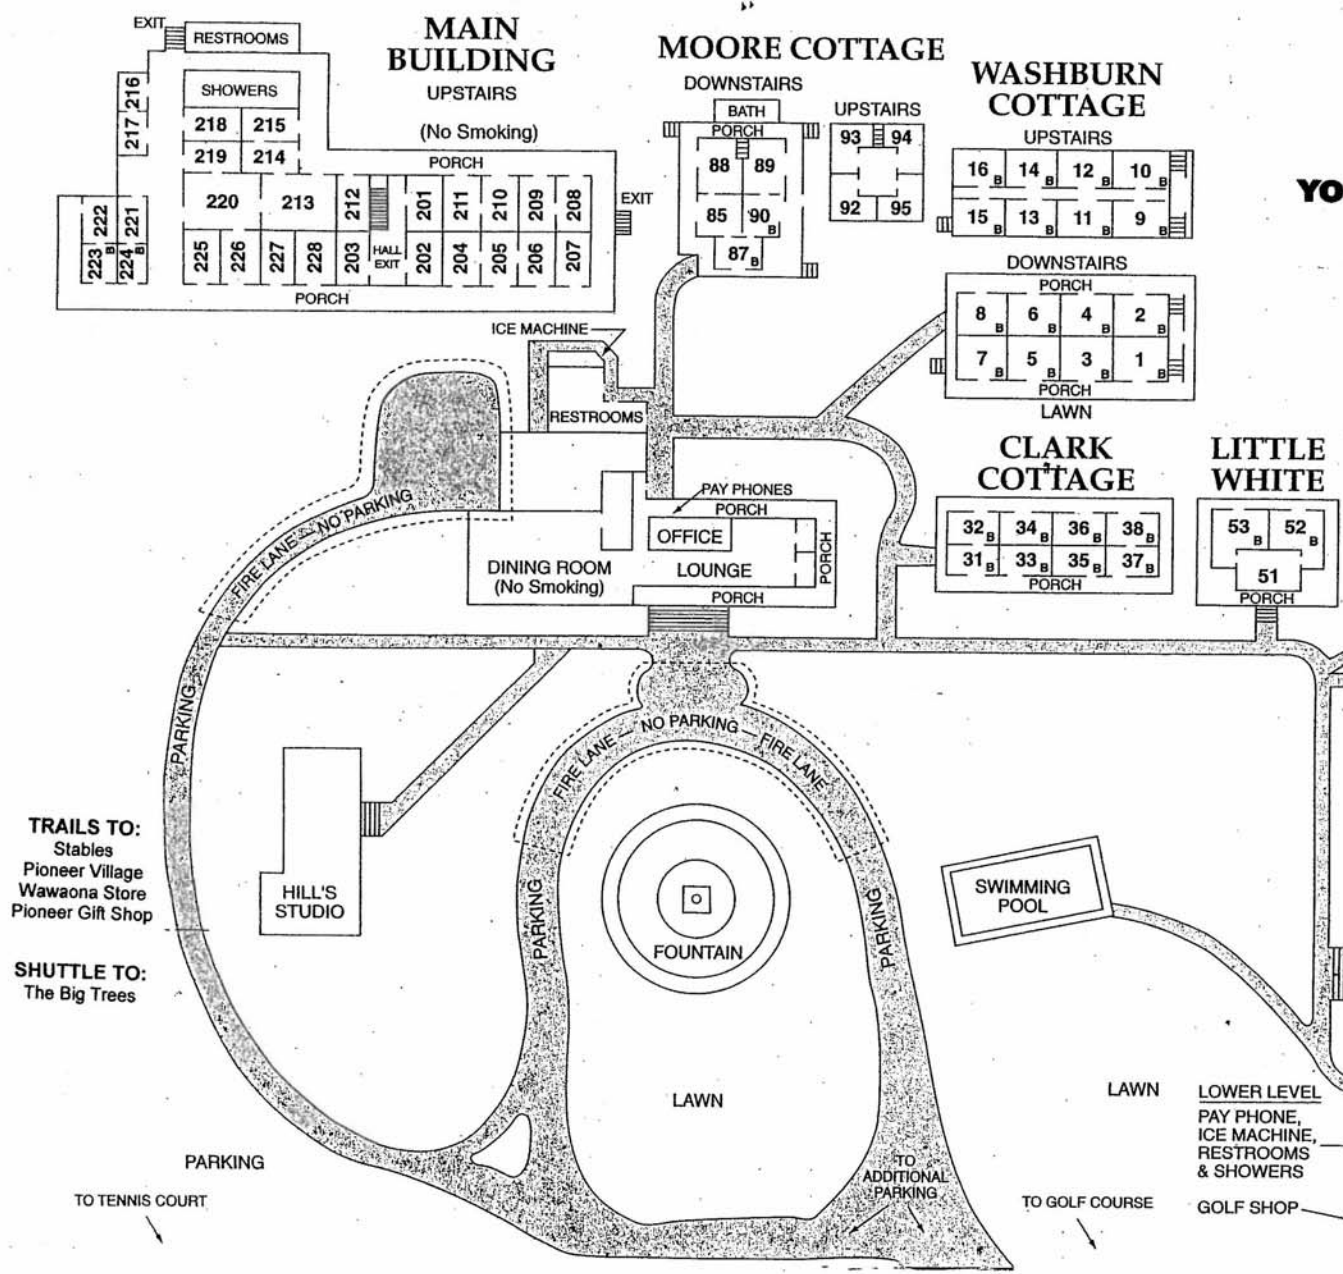 MAIN
BUILDING
UPSTAIRS
(No Smoking)
EXIT
RESTROOMS
SHOWERS
216
217
218
215
219
214
220
213
212
201
211
210
209
208
PORCH
EXIT
222
221
223 B
224 B
225
226
227
228
203
HALL
EXIT
202
204
205
206
207
PORCH
MOORE COTTAGE
DOWNSTAIRS
BATH
PORCH
88
89
85
90 B
87 B
UPSTAIRS
93
94
92
95
WASHBURN
COTTAGE
UPSTAIRS
16 B
14 B
12 B
10 B
15 B
13 B
11 B
9 B
DOWNSTAIRS
PORCH
8 B
6 B
4 B
2 B
7 B
5 B
3 B
1 B
PORCH
LAWN
YO
ICE MACHINE
RESTROOMS
CLARK
COTTAGE
32 B
34 B
36 B
38 B
31 B
33 B
35 B
37 B
PORCH
LITTLE
WHITE
53 B
52 B
51
PORCH
PAY PHONES
PORCH
OFFICE
DINING ROOM
(No Smoking)
LOUNGE
PORCH
PORCH
FIRE LANE — NO PARKING
PARKING
FIRE LANE — NO PARKING — FIRE LANE
PARKING
PARKING
HILL'S
STUDIO
FOUNTAIN
SWIMMING
POOL
TRAILS TO:
Stables
Pioneer Village
Wawaona Store
Pioneer Gift Shop
SHUTTLE TO:
The Big Trees
LAWN
LAWN
LOWER LEVEL
PAY PHONE,
ICE MACHINE,
RESTROOMS
& SHOWERS
GOLF SHOP
PARKING
TO TENNIS COURT
TO
ADDITIONAL
PARKING
TO GOLF COURSE